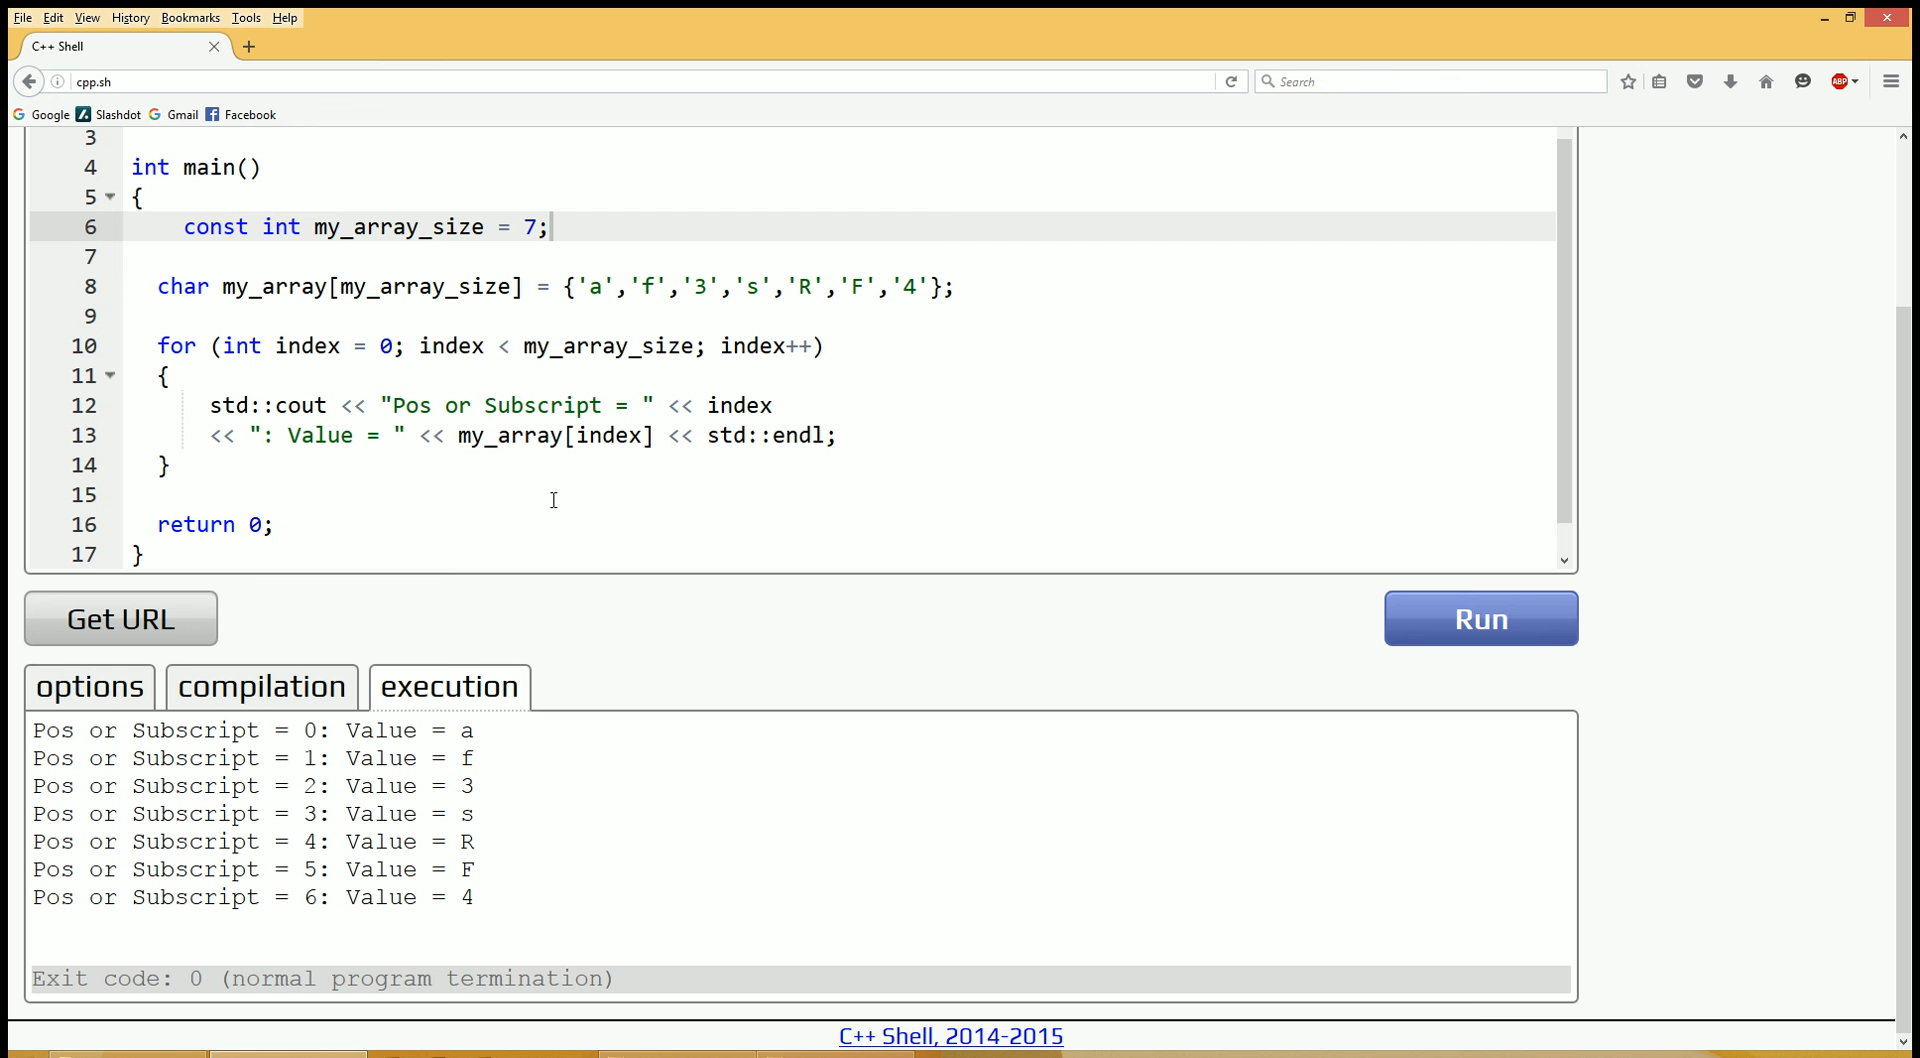 File Edit View History Bookmarks Tools Help
C++ Shell
cpp.sh
Search
ABP
Google Slashdot Gmail Facebook
3
4 int main()
5 {
6 const int my_array_size = 7;
7
8 char my_array[my_array_size] = {'a','f','3','s','R','F','4'};
9
10 for (int index = 0; index < my_array_size; index++)
11 {
12 std::cout << "Pos or Subscript = " << index
13 << ": Value = " << my_array[index] << std::endl;
14 }
15
16 return 0;
17 }
Get URL Run
options compilation execution
Pos or Subscript = 0: Value = a
Pos or Subscript = 1: Value = f
Pos or Subscript = 2: Value = 3
Pos or Subscript = 3: Value = s
Pos or Subscript = 4: Value = R
Pos or Subscript = 5: Value = F
Pos or Subscript = 6: Value = 4
Exit code: 0 (normal program termination)
C++ Shell, 2014-2015